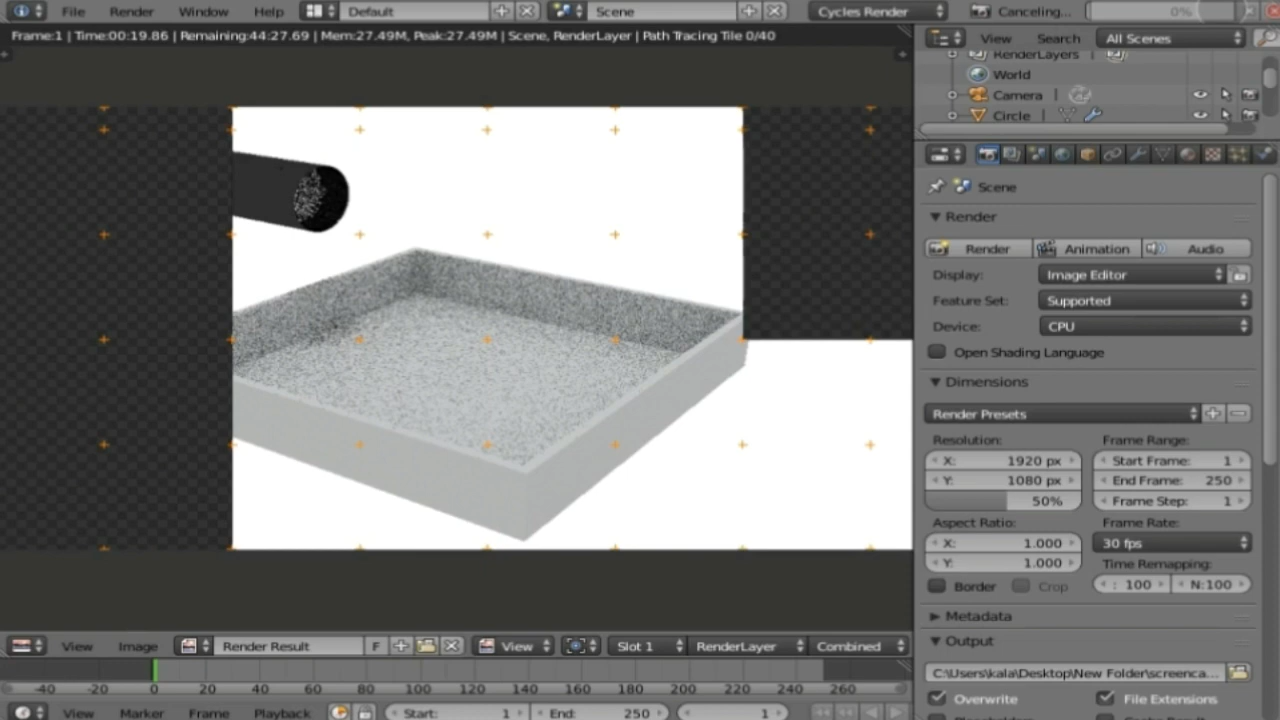 File Render Window Help Default Scene Cycles Render Canceling... 0%
Frame:1 | Time:00:19.86 | Remaining:44:27.69 | Mem:27.49M, Peak:27.49M | Scene, RenderLayer | Path Tracing Tile 0/40
View Search All Scenes
RenderLayers |
World
Camera |
Circle |
Scene
Render
Render Animation Audio
Display: Image Editor
Feature Set: Supported
Device: CPU
Open Shading Language
Dimensions
Render Presets
Resolution: Frame Range:
X: 1920 px Start Frame: 1
Y: 1080 px End Frame: 250
50% Frame Step: 1
Aspect Ratio: Frame Rate:
X: 1.000 30 fps
Y: 1.000 Time Remapping:
Border Crop : 100 N:100
Metadata
Output
C:\Users\kala\Desktop\New Folder\screenca...
Overwrite File Extensions
View Image Render Result F View Slot 1 RenderLayer Combined
-40 -20 0 20 40 60 80 100 120 140 160 180 200 220 240 260
View Marker Frame Playback Start: 1 End: 250 1